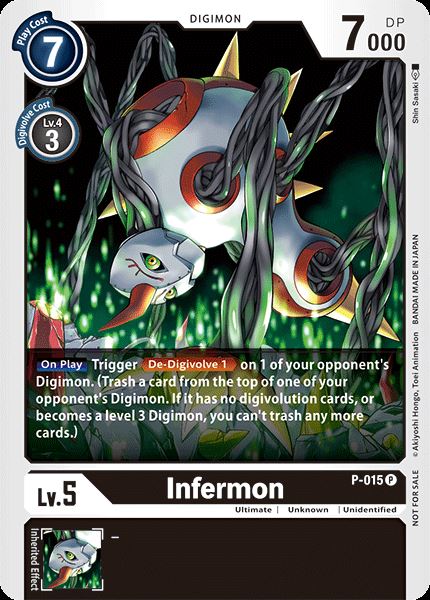 Play Cost
7
DIGIMON
7000
DP
Digivolve Cost
Lv.4
3
Shin Sasaki
© Akiyoshi Hongo, Toei Animation BANDAI MADE IN JAPAN
NOT FOR SALE
On Play Trigger De-Digivolve 1 on 1 of your opponent's
Digimon. (Trash a card from the top of one of your
opponent's Digimon. If it has no digivolution cards, or
becomes a level 3 Digimon, you can't trash any more
cards.)
P-015 P
Lv.5
Infermon
Ultimate | Unknown | Unidentified
Inherited Effect
–